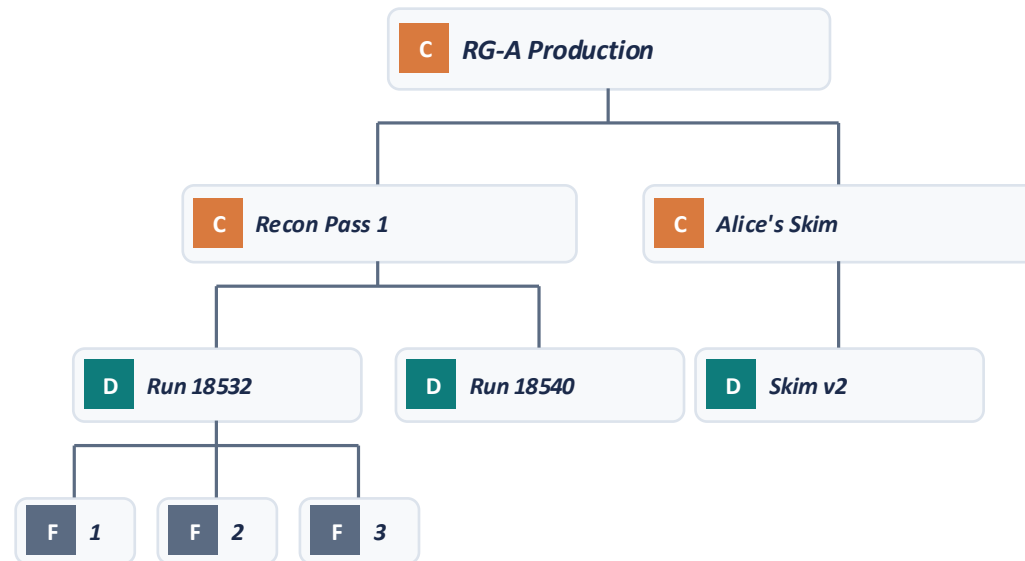 C RG-A Production
C Recon Pass 1
C Alice's Skim
D Run 18532
D Run 18540
D Skim v2
F 1
F 2
F 3